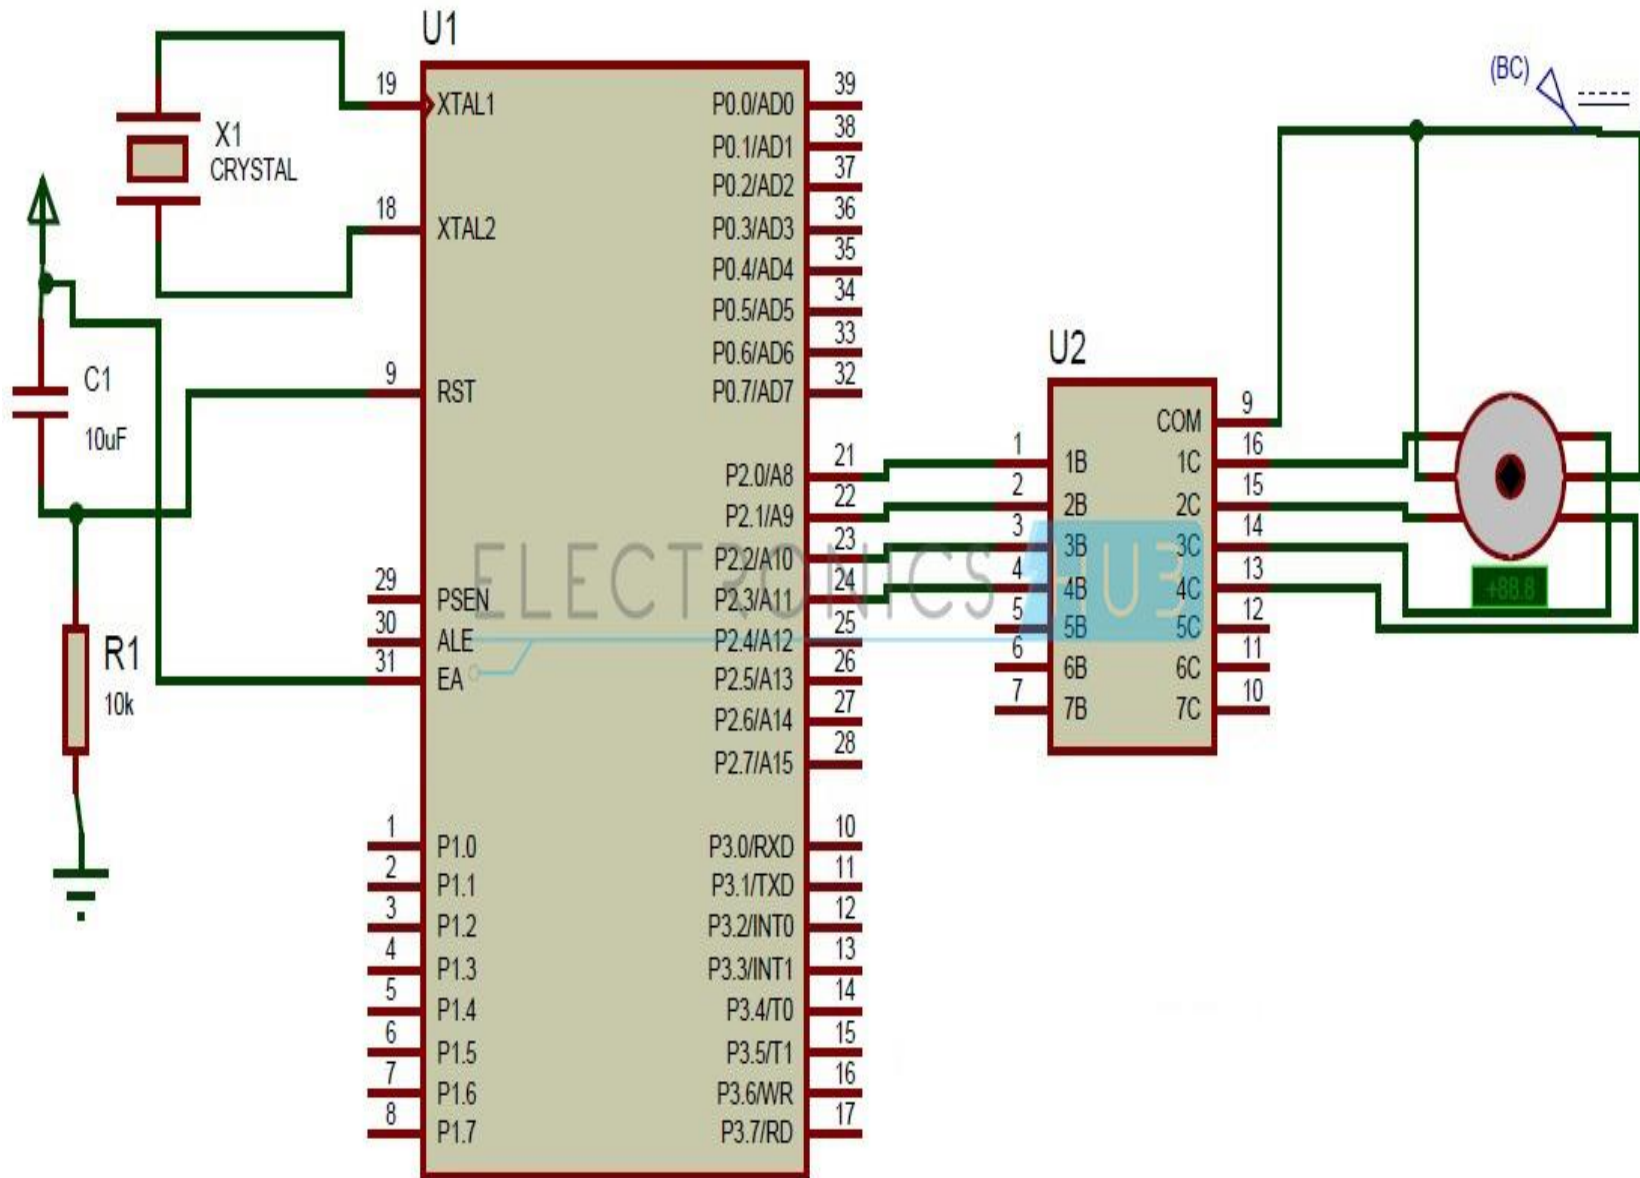 U1
19
XTAL1
18
XTAL2
9
RST
29
PSEN
30
ALE
31
EA
1
P1.0
2
P1.1
3
P1.2
4
P1.3
5
P1.4
6
P1.5
7
P1.6
8
P1.7
P0.0/AD0
39
P0.1/AD1
38
P0.2/AD2
37
P0.3/AD3
36
P0.4/AD4
35
P0.5/AD5
34
P0.6/AD6
33
P0.7/AD7
32
P2.0/A8
21
P2.1/A9
22
P2.2/A10
23
P2.3/A11
24
P2.4/A12
25
P2.5/A13
26
P2.6/A14
27
P2.7/A15
28
P3.0/RXD
10
P3.1/TXD
11
P3.2/INT0
12
P3.3/INT1
13
P3.4/T0
14
P3.5/T1
15
P3.6/WR
16
P3.7/RD
17
X1
CRYSTAL
C1
10uF
R1
10k
U2
1
1B
2
2B
3
3B
4
4B
5
5B
6
6B
7
7B
COM
9
1C
16
2C
15
3C
14
4C
13
5C
12
6C
11
7C
10
(BC)
+88.8
ELECTRONICS HUB